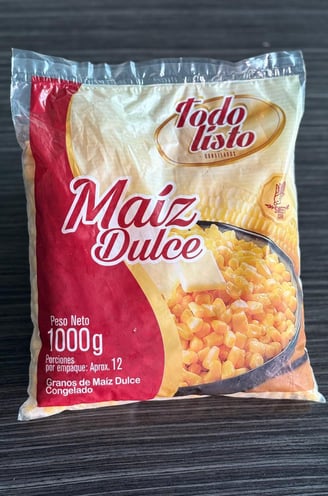 Todo
listo
CONGELADOS
Maíz
Dulce
Peso Neto
1000g
Porciones
por empaque: Aprox. 12
Granos de Maíz Dulce
Congelado